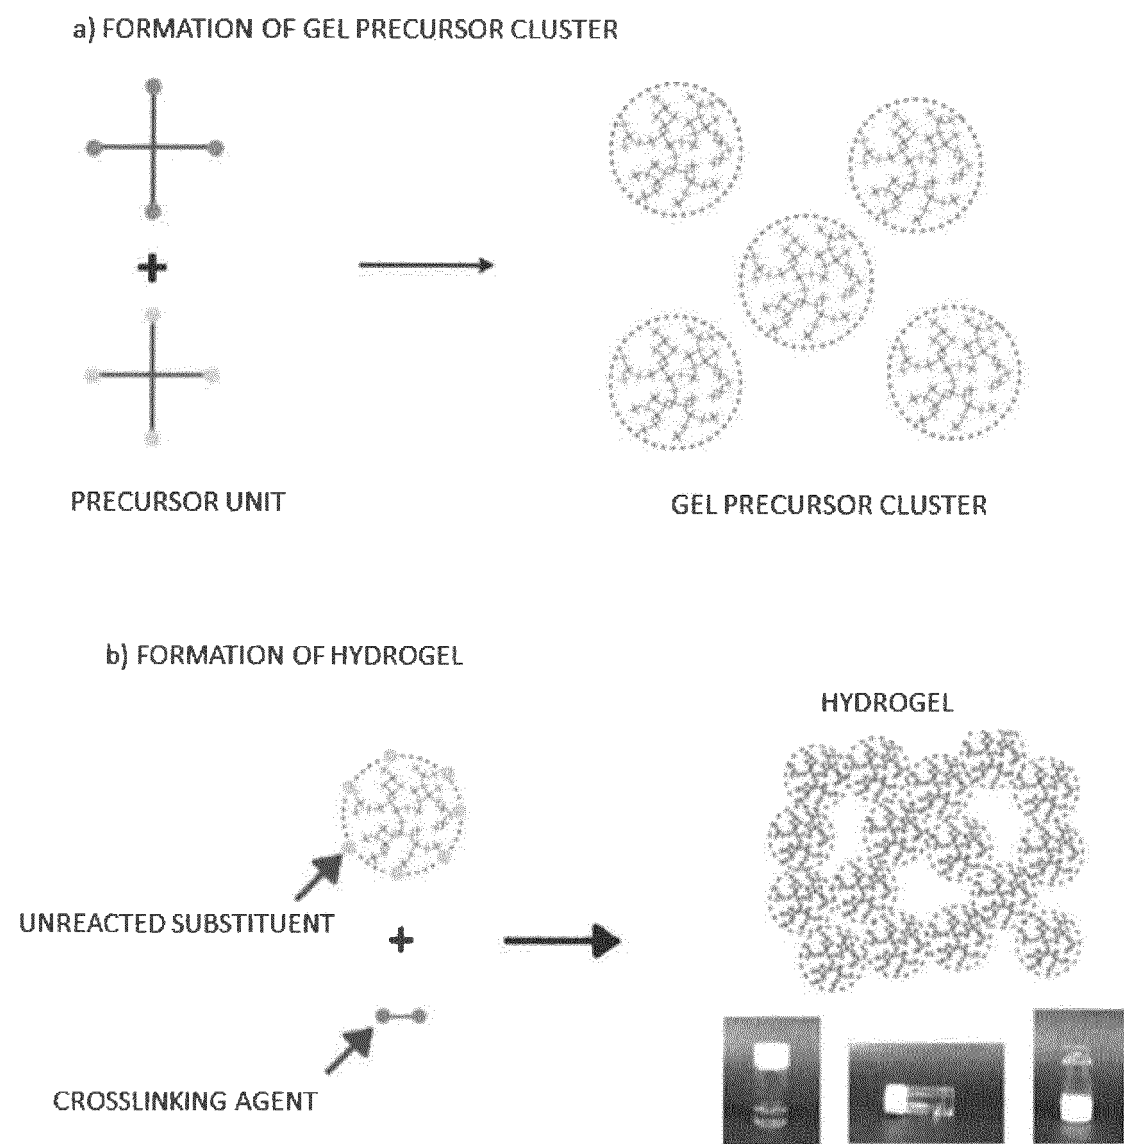 a) FORMATION OF GEL PRECURSOR CLUSTER
PRECURSOR UNIT
GEL PRECURSOR CLUSTER
b) FORMATION OF HYDROGEL
HYDROGEL
UNREACTED SUBSTITUENT
CROSSLINKING AGENT